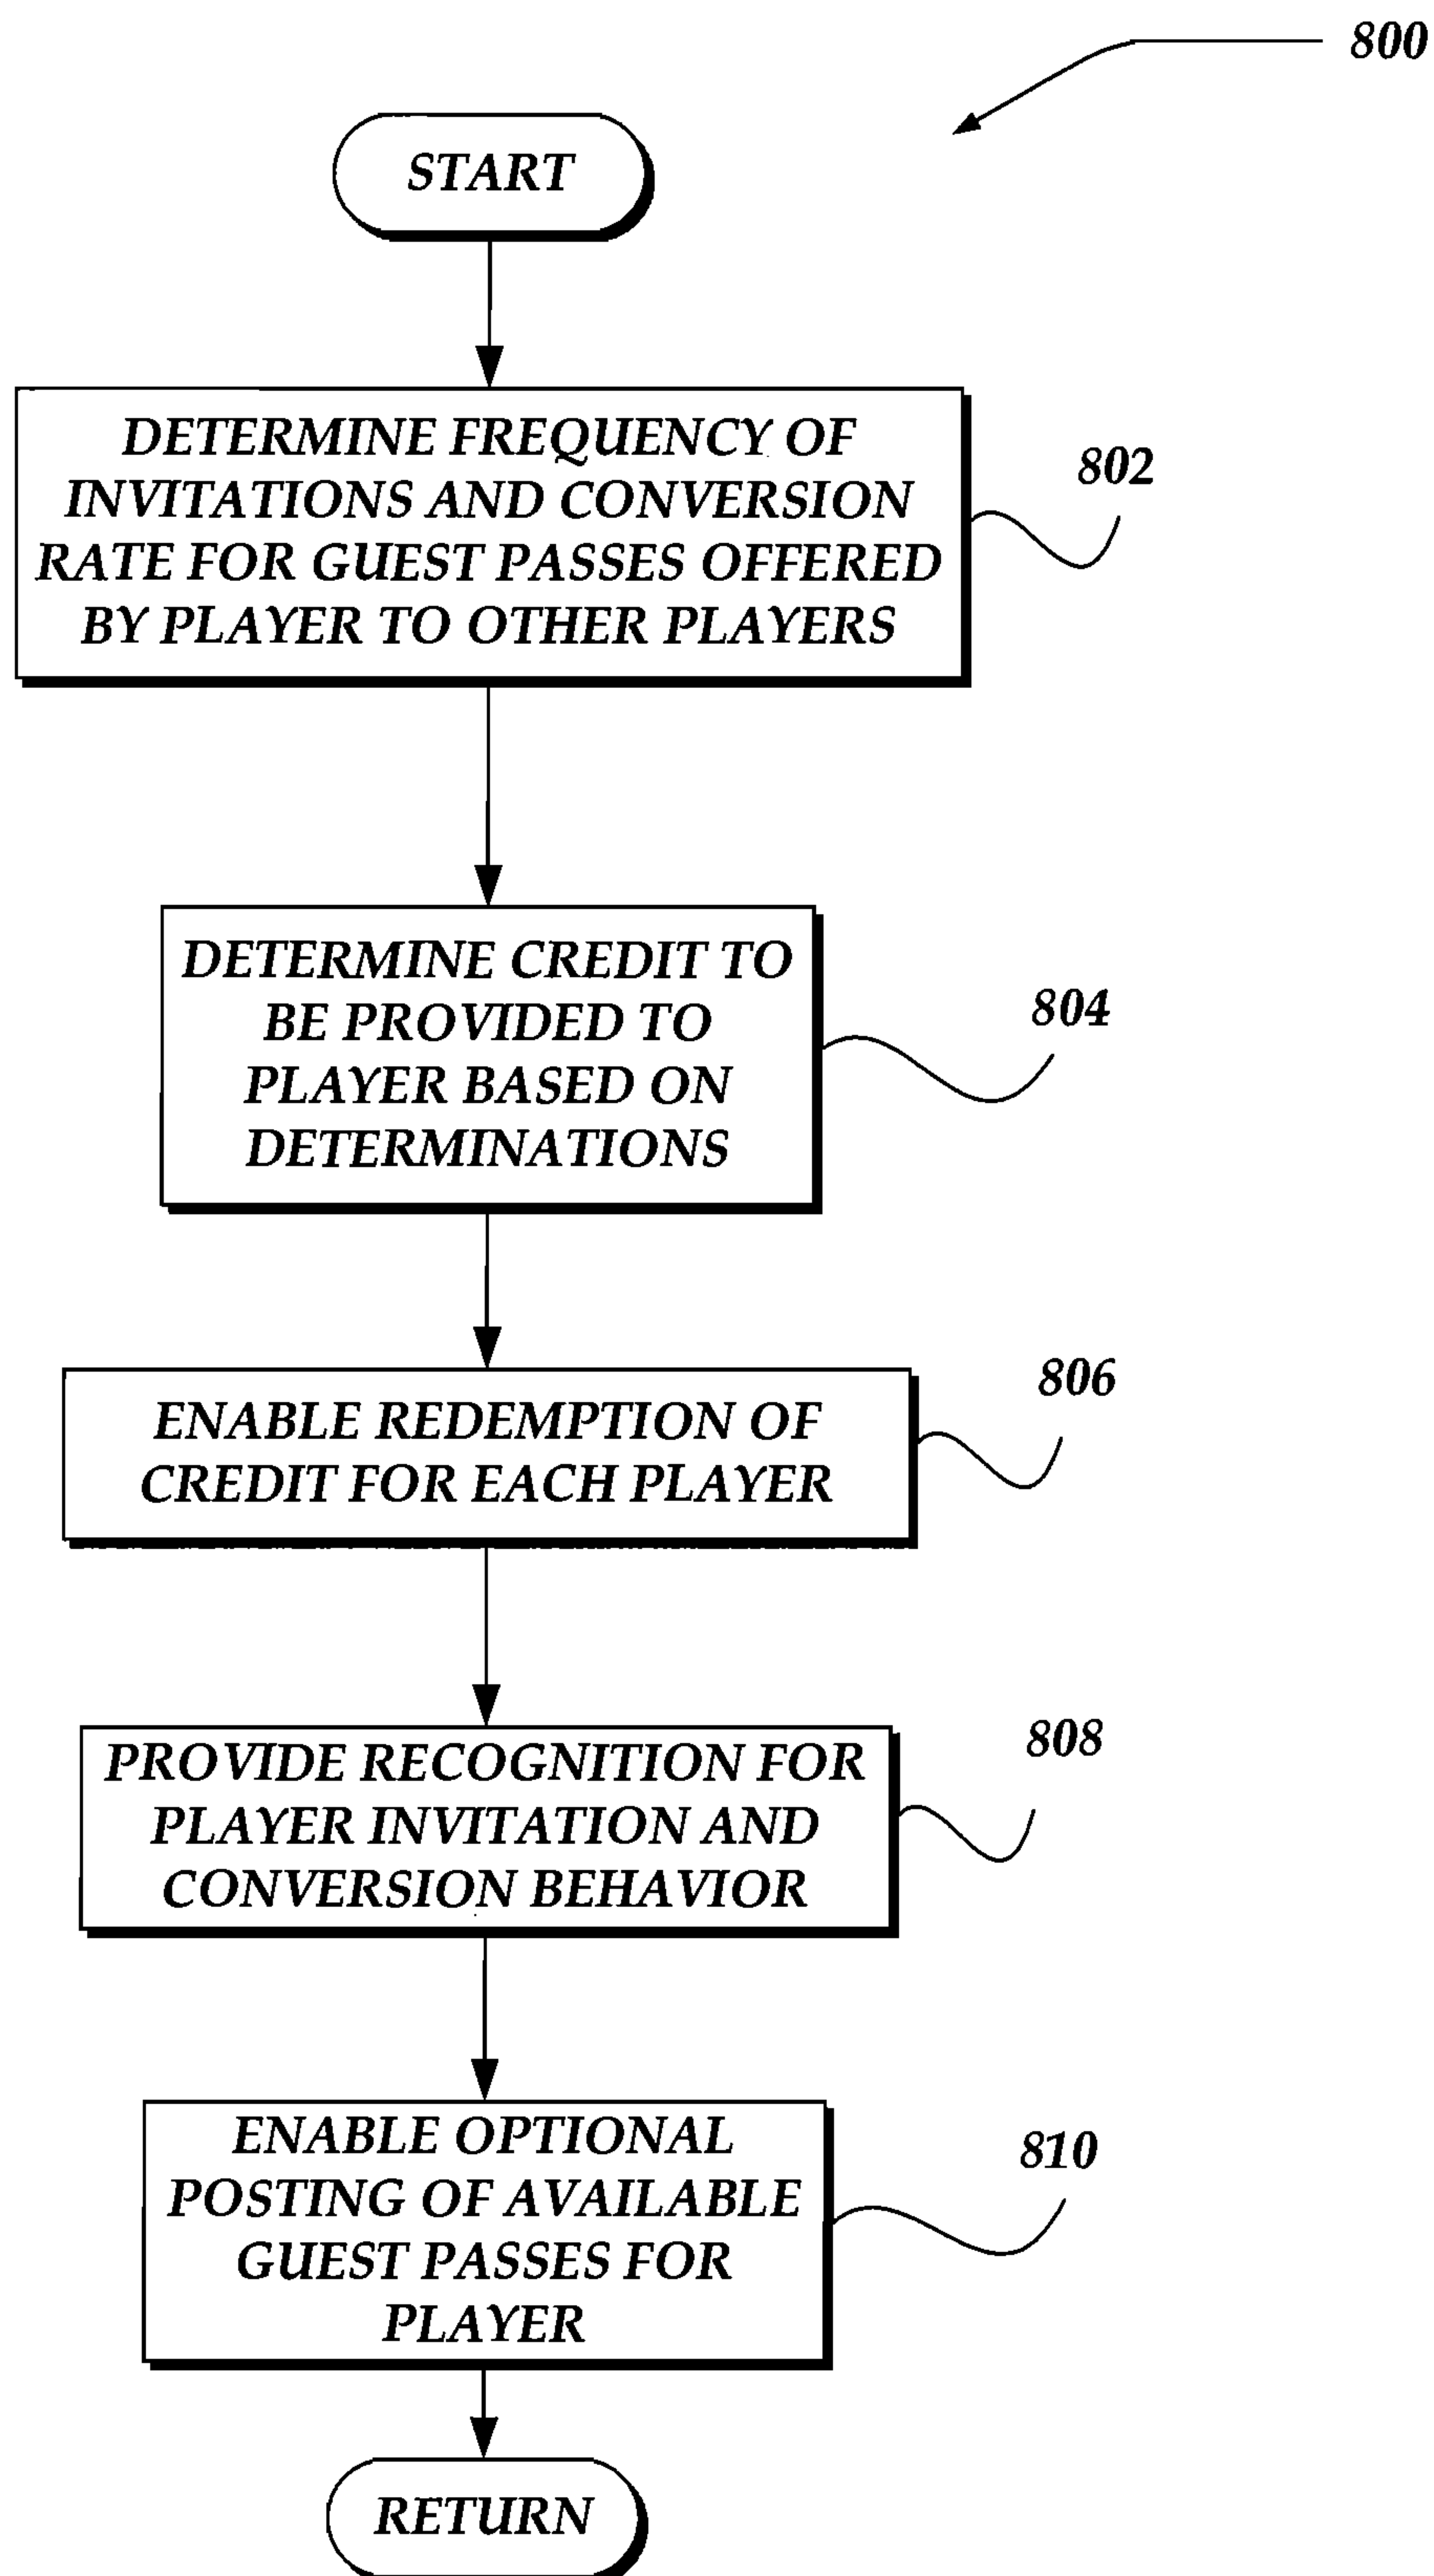 800
START
DETERMINE FREQUENCY OF
INVITATIONS AND CONVERSION
RATE FOR GUEST PASSES OFFERED
BY PLAYER TO OTHER PLAYERS
802
DETERMINE CREDIT TO
BE PROVIDED TO
PLAYER BASED ON
DETERMINATIONS
804
ENABLE REDEMPTION OF
CREDIT FOR EACH PLAYER
806
PROVIDE RECOGNITION FOR
PLAYER INVITATION AND
CONVERSION BEHAVIOR
808
ENABLE OPTIONAL
POSTING OF AVAILABLE
GUEST PASSES FOR
PLAYER
810
RETURN